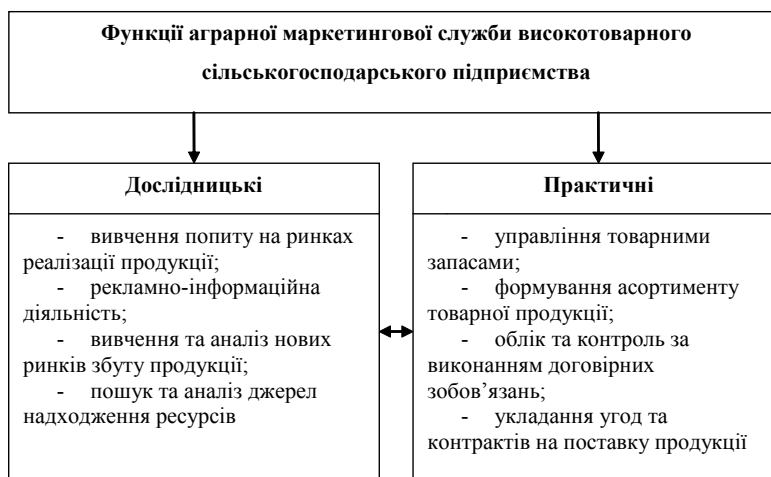 Функції аграрної маркетингової служби високотоварного
сільськогосподарського підприємства
Дослідницькі
- вивчення попиту на ринках
реалізації продукції;
- рекламно-інформаційна
діяльність;
- вивчення та аналіз нових
ринків збуту продукції;
- пошук та аналіз джерел
надходження ресурсів
Практичні
- управління товарними
запасами;
- формування асортименту
товарної продукції;
- облік та контроль за
виконанням договірних
зобов’язань;
- укладання угод та
контрактів на поставку продукції